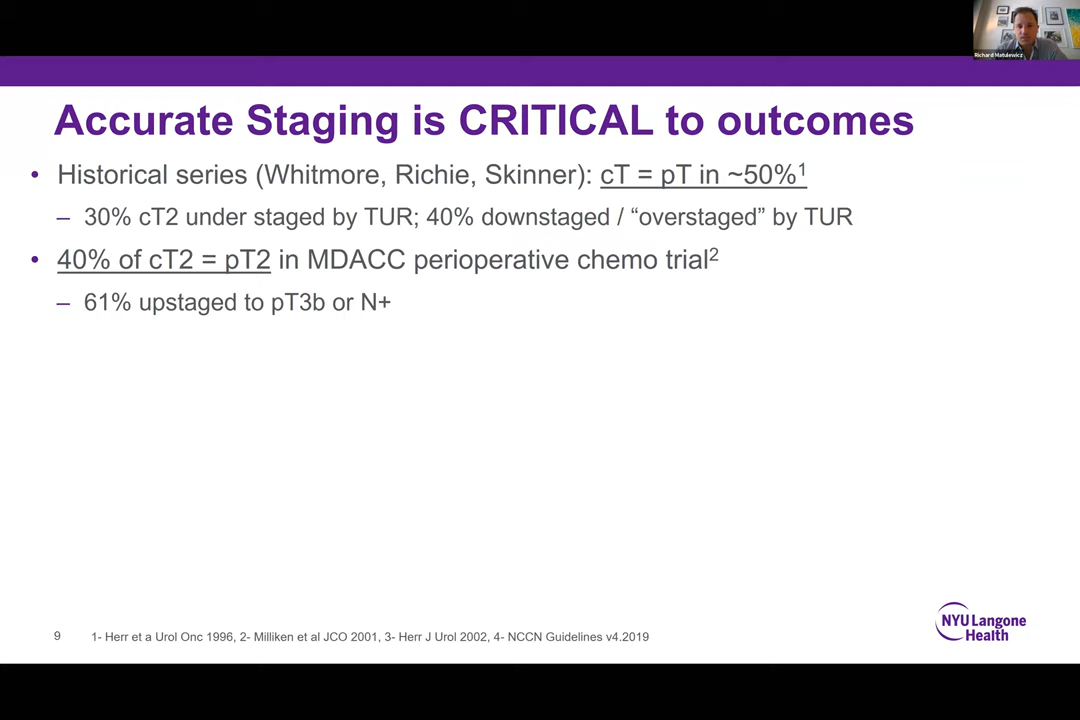 Richard Matulewicz
Accurate Staging is CRITICAL to outcomes
• Historical series (Whitmore, Richie, Skinner): cT = pT in ~50%¹
– 30% cT2 under staged by TUR; 40% downstaged / “overstaged” by TUR
• 40% of cT2 = pT2 in MDACC perioperative chemo trial²
– 61% upstaged to pT3b or N+
9 1- Herr et a Urol Onc 1996, 2- Milliken et al JCO 2001, 3- Herr J Urol 2002, 4- NCCN Guidelines v4.2019
NYU Langone
Health